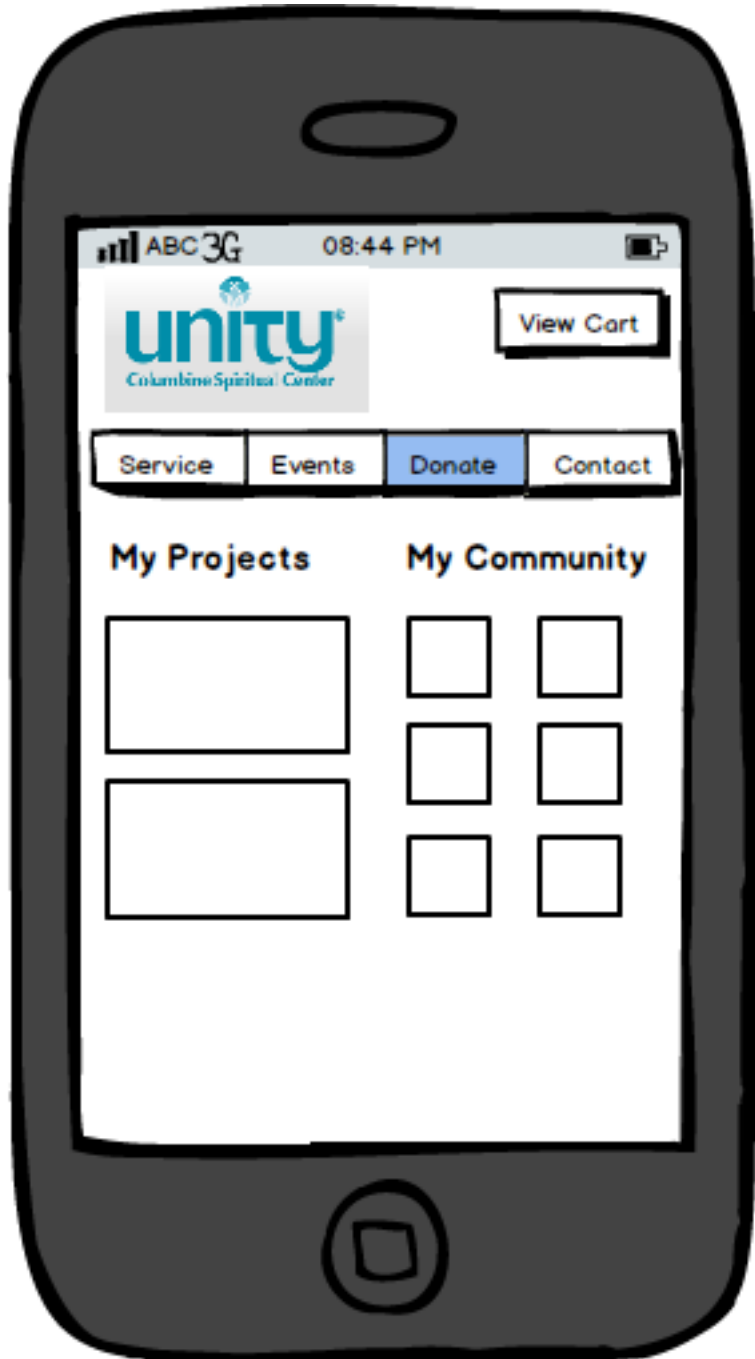 ABC 3G 08:44 PM
unity®
Columbine Spiritual Center
View Cart
Service Events Donate Contact
My Projects My Community